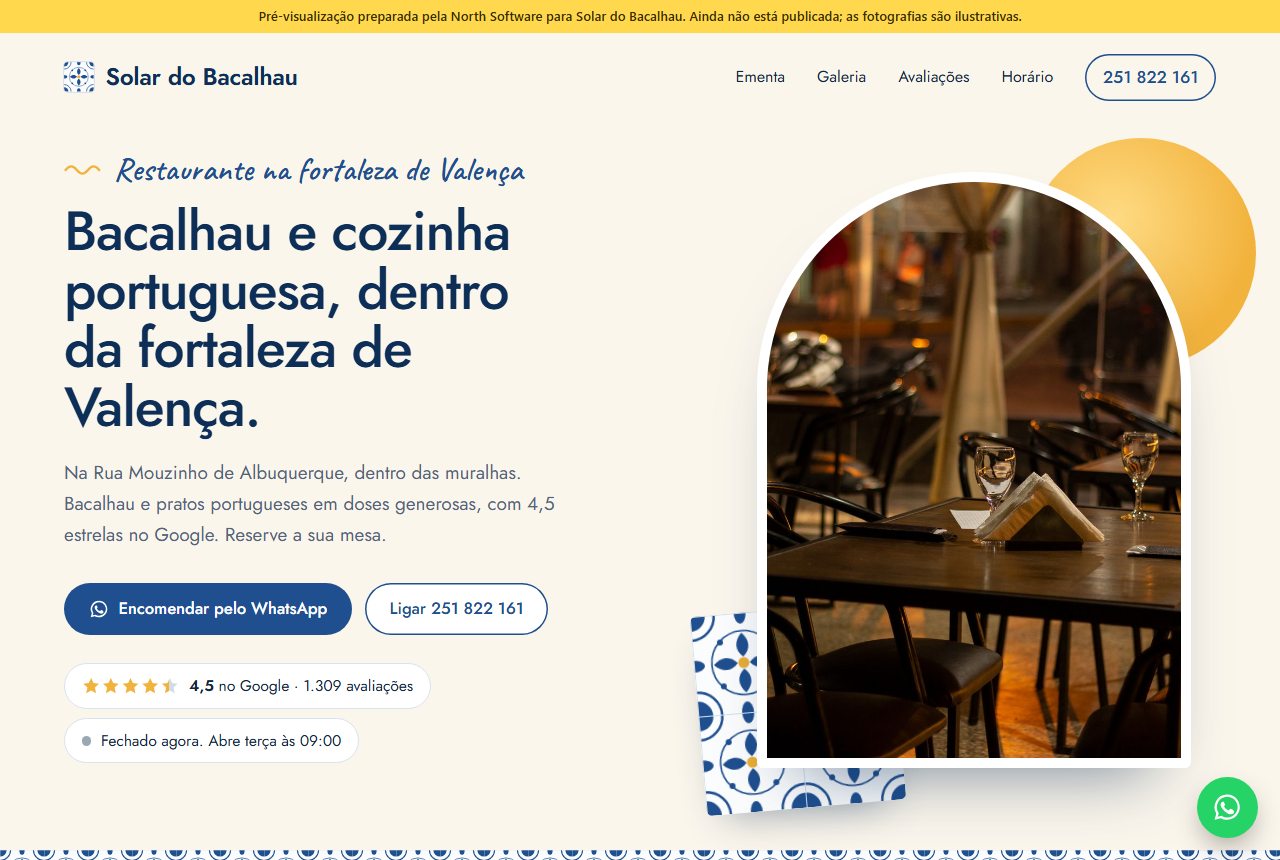 Pré-visualização preparada pela North Software para Solar do Bacalhau. Ainda não está publicada; as fotografias são ilustrativas.
Solar do Bacalhau
Ementa
Galeria
Avaliações
Horário
251 822 161
Restaurante na fortaleza de Valença
Bacalhau e cozinha
portuguesa, dentro
da fortaleza de
Valença.
Na Rua Mouzinho de Albuquerque, dentro das muralhas.
Bacalhau e pratos portugueses em doses generosas, com 4,5
estrelas no Google. Reserve a sua mesa.
Encomendar pelo WhatsApp
Ligar 251 822 161
4,5 no Google · 1.309 avaliações
Fechado agora. Abre terça às 09:00